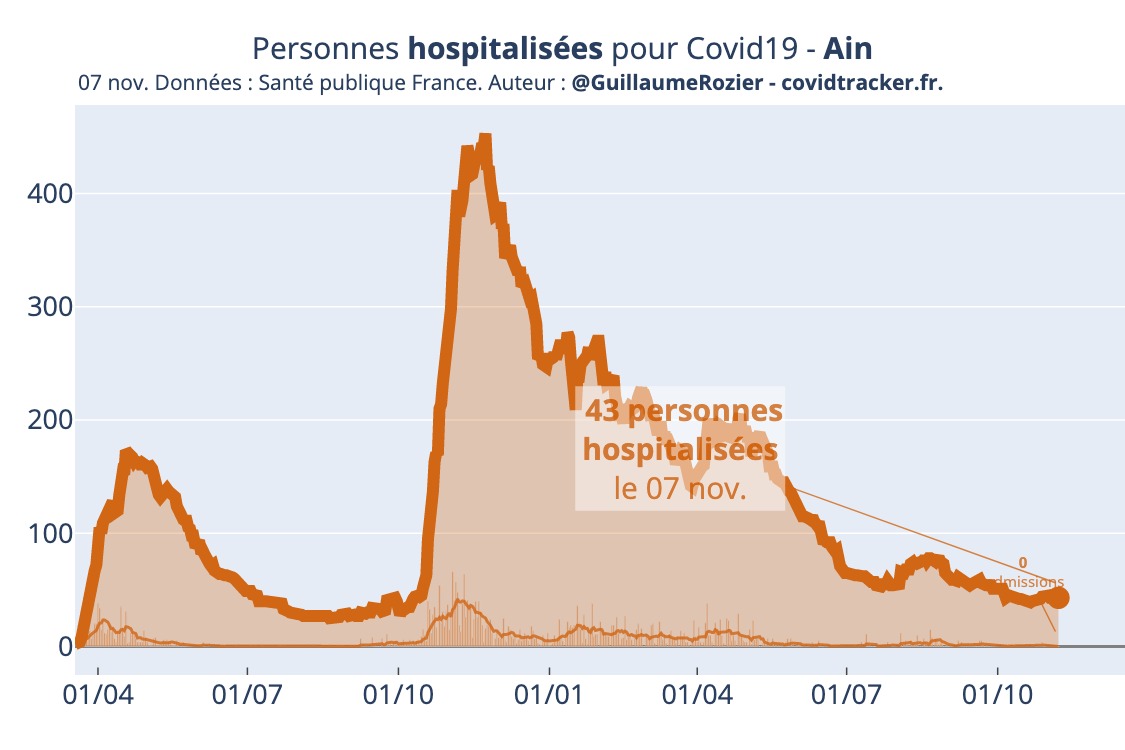 Personnes hospitalisées pour Covid19 - Ain
07 nov. Données : Santé publique France. Auteur : @GuillaumeRozier - covidtracker.fr.
400
300
200
100
0
43 personnes
hospitalisées
le 07 nov.
0
admissions
01/04
01/07
01/10
01/01
01/04
01/07
01/10